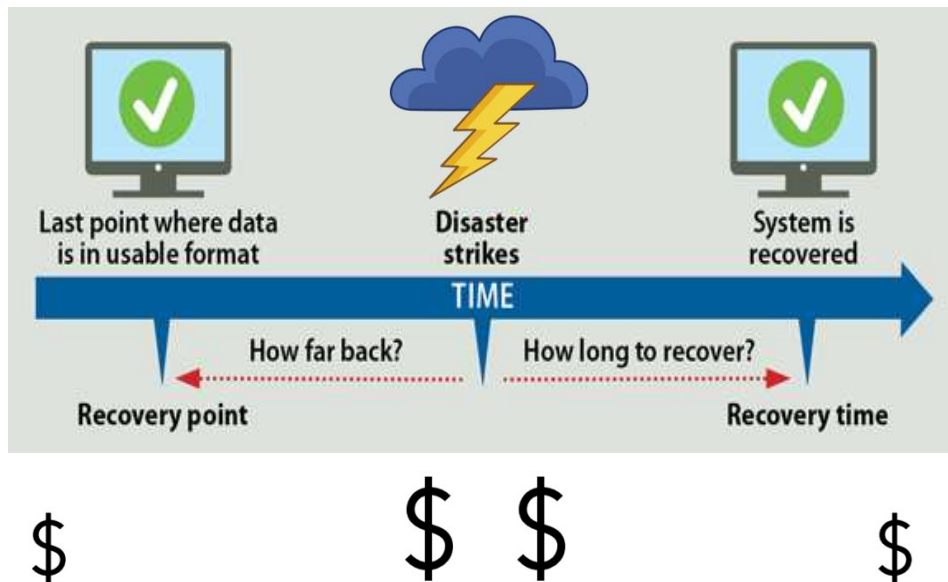 Last point where data
is in usable format
Disaster
strikes
System is
recovered
TIME
How far back?
How long to recover?
Recovery point
Recovery time
$ $ $ $